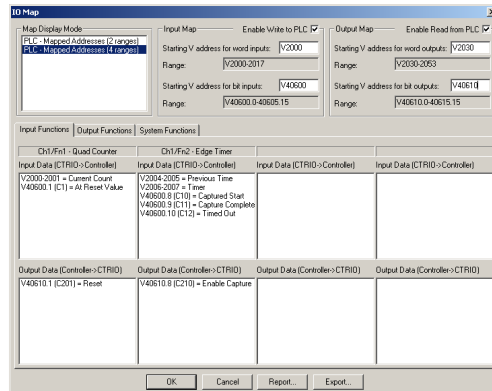 IO Map
Map Display Mode
PLC - Mapped Addresses (2 ranges)
PLC - Mapped Addresses (4 ranges)
Input Map
Enable Write to PLC
Starting V address for word inputs: V2000
Range: V2000-2017
Starting V address for bit inputs: V40600
Range: V40600.0-40605.15
Output Map
Enable Read from PLC
Starting V address for word outputs: V2030
Range: V2030-2053
Starting V address for bit outputs: V40610
Range: V40610.0-40615.15
Input Functions Output Functions System Functions
Ch1/Fn1 - Quad Counter
Ch1/Fn2 - Edge Timer
Input Data (CTRIO->Controller) Input Data (CTRIO->Controller) Input Data (CTRIO->Controller) Input Data (CTRIO->Controller)
V2000-2001 = Current Count
V40600.1 (C1) = At Reset Value
V2004-2005 = Previous Time
V2006-2007 = Timer
V40600.8 (C10) = Captured Start
V40600.9 (C11) = Capture Complete
V40600.10 (C12) = Timed Out
Output Data (Controller->CTRIO) Output Data (Controller->CTRIO) Output Data (Controller->CTRIO) Output Data (Controller->CTRIO)
V40610.1 (C201) = Reset
V40610.8 (C210) = Enable Capture
OK Cancel Report... Export...